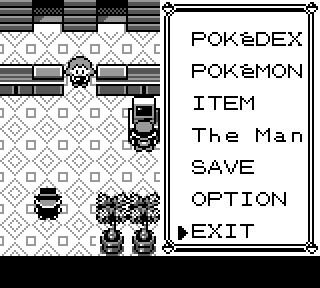 POKéDEX
POKéMON
ITEM
The Man
SAVE
OPTION
EXIT